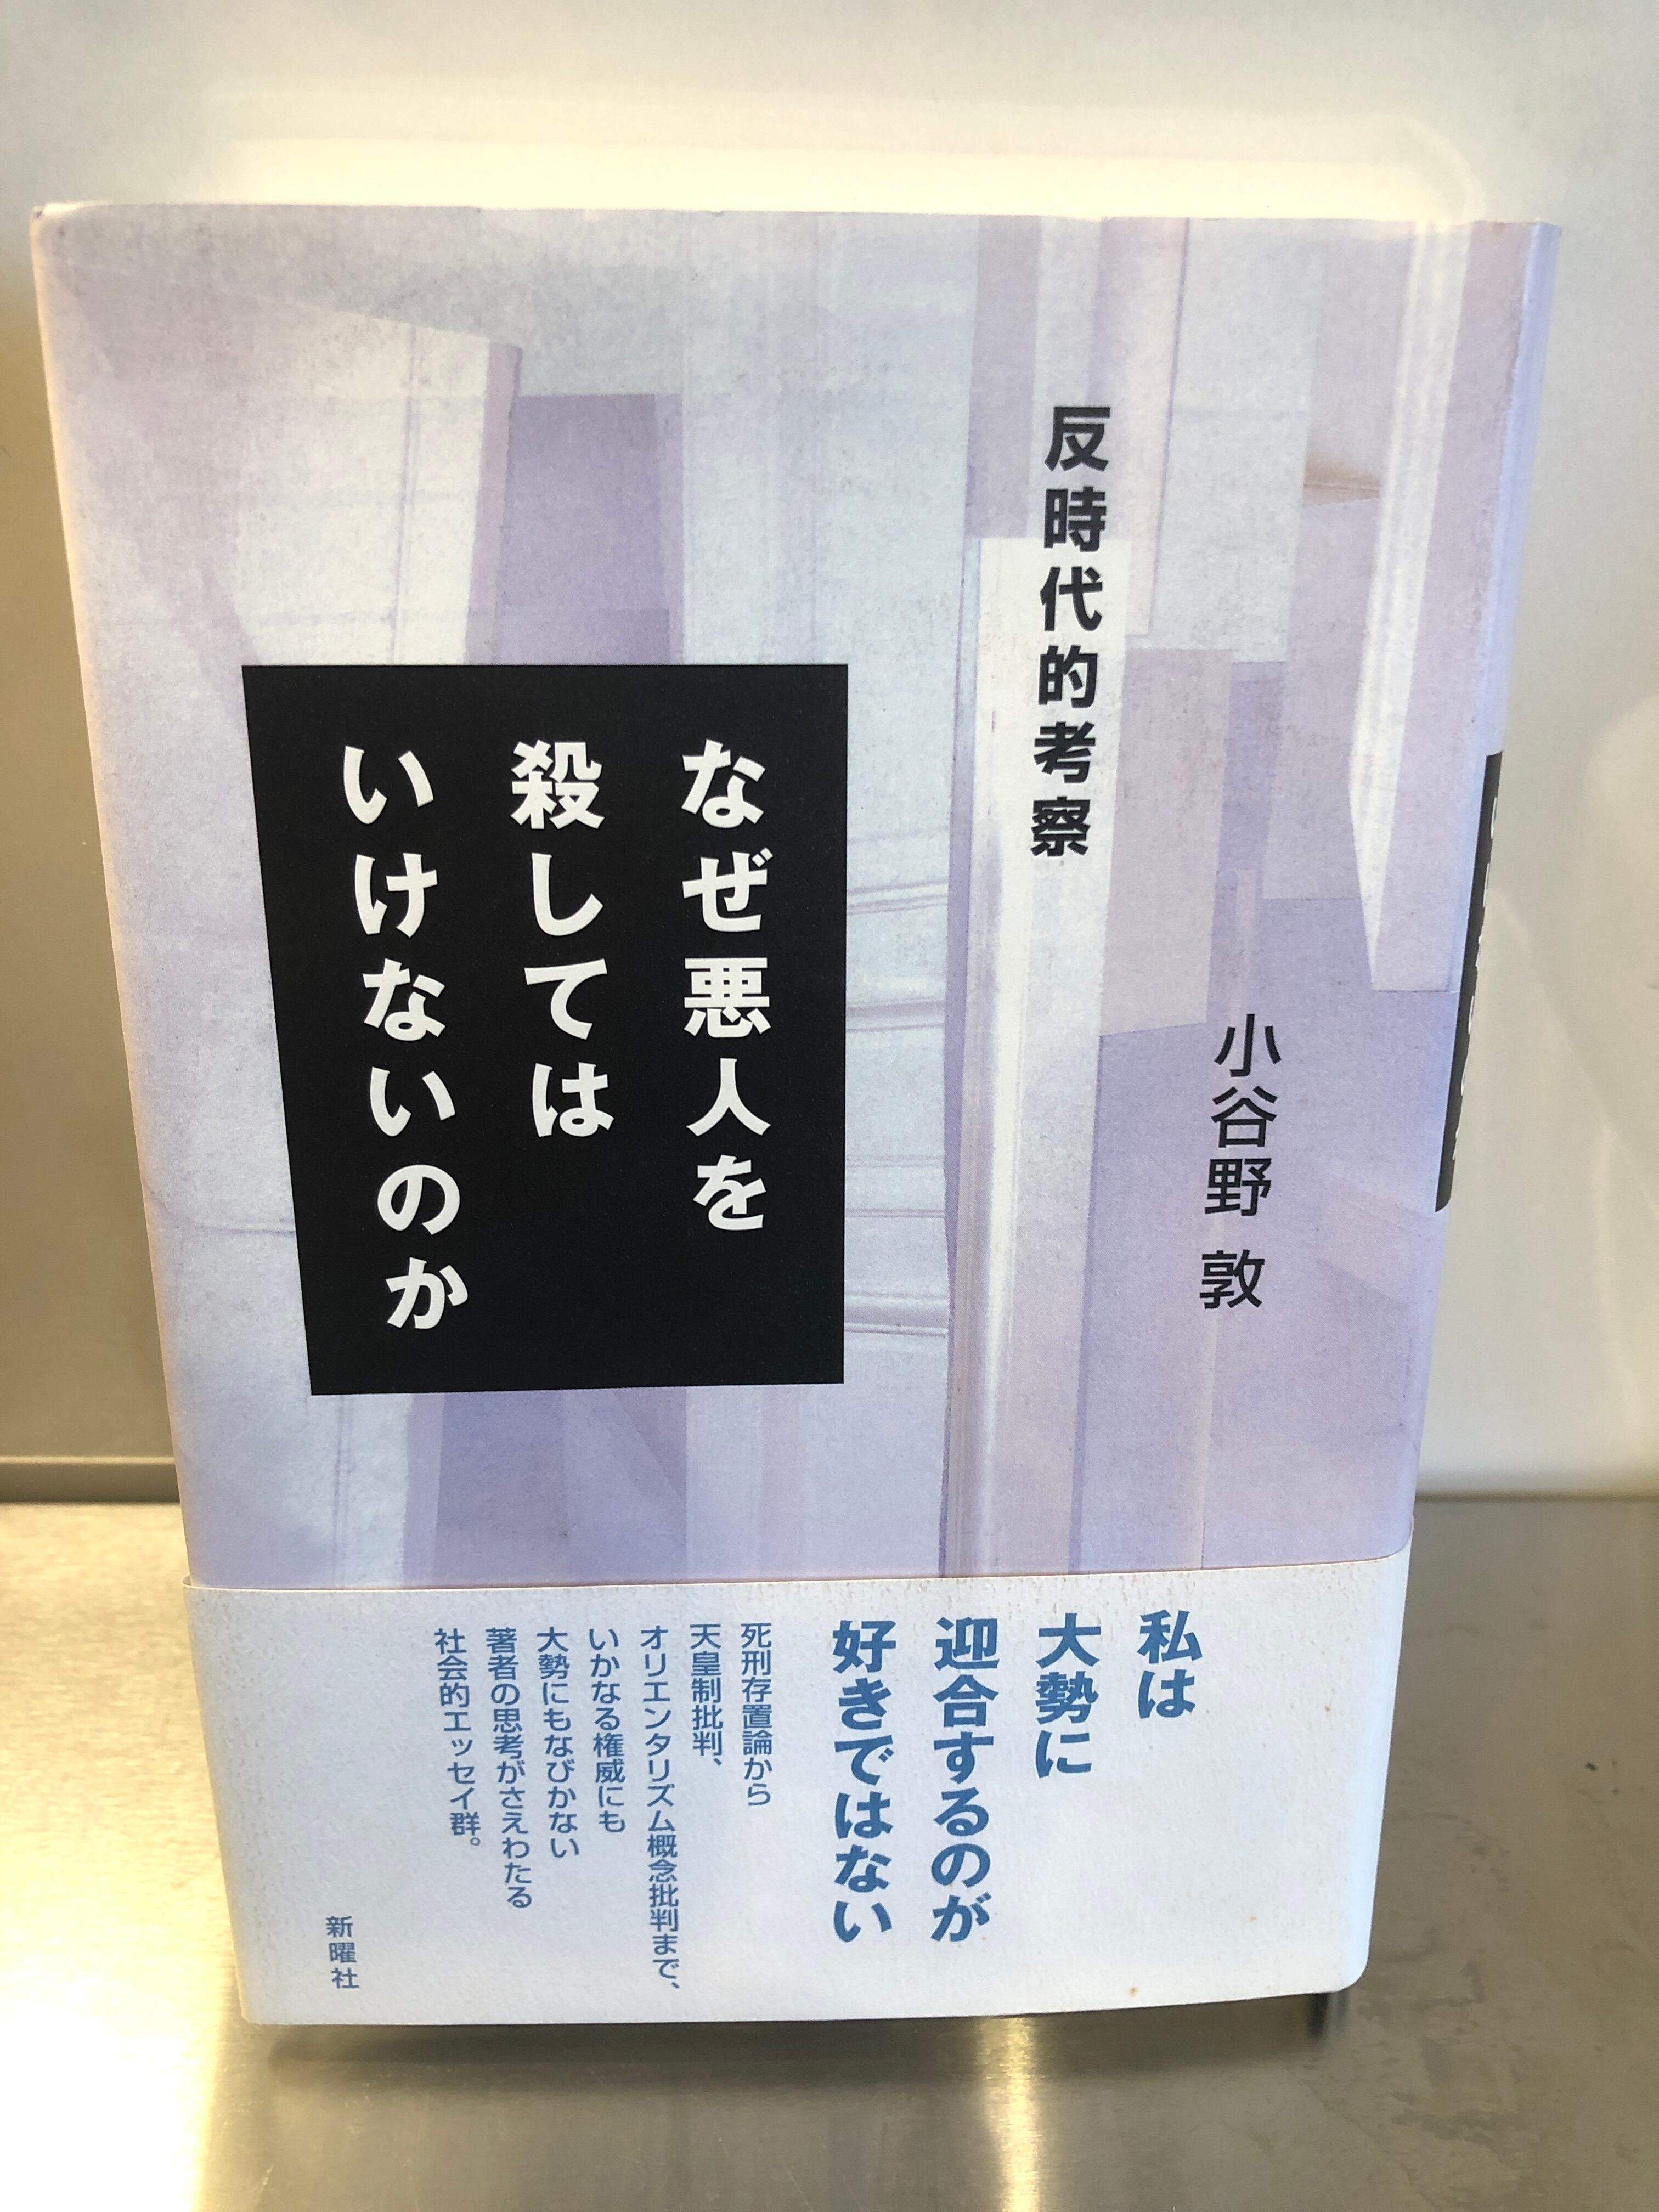 小谷野 敦
反時代的考察
なぜ悪人を
殺しては
いけないのか
私は
大勢に
迎合するのが
好きではない
死刑存置論から
天皇制批判、
オリエンタリズム概念批判まで、
いかなる権威にも
大勢にもなびかない
著者の思考がさえわたる
社会的エッセイ群。
新曜社